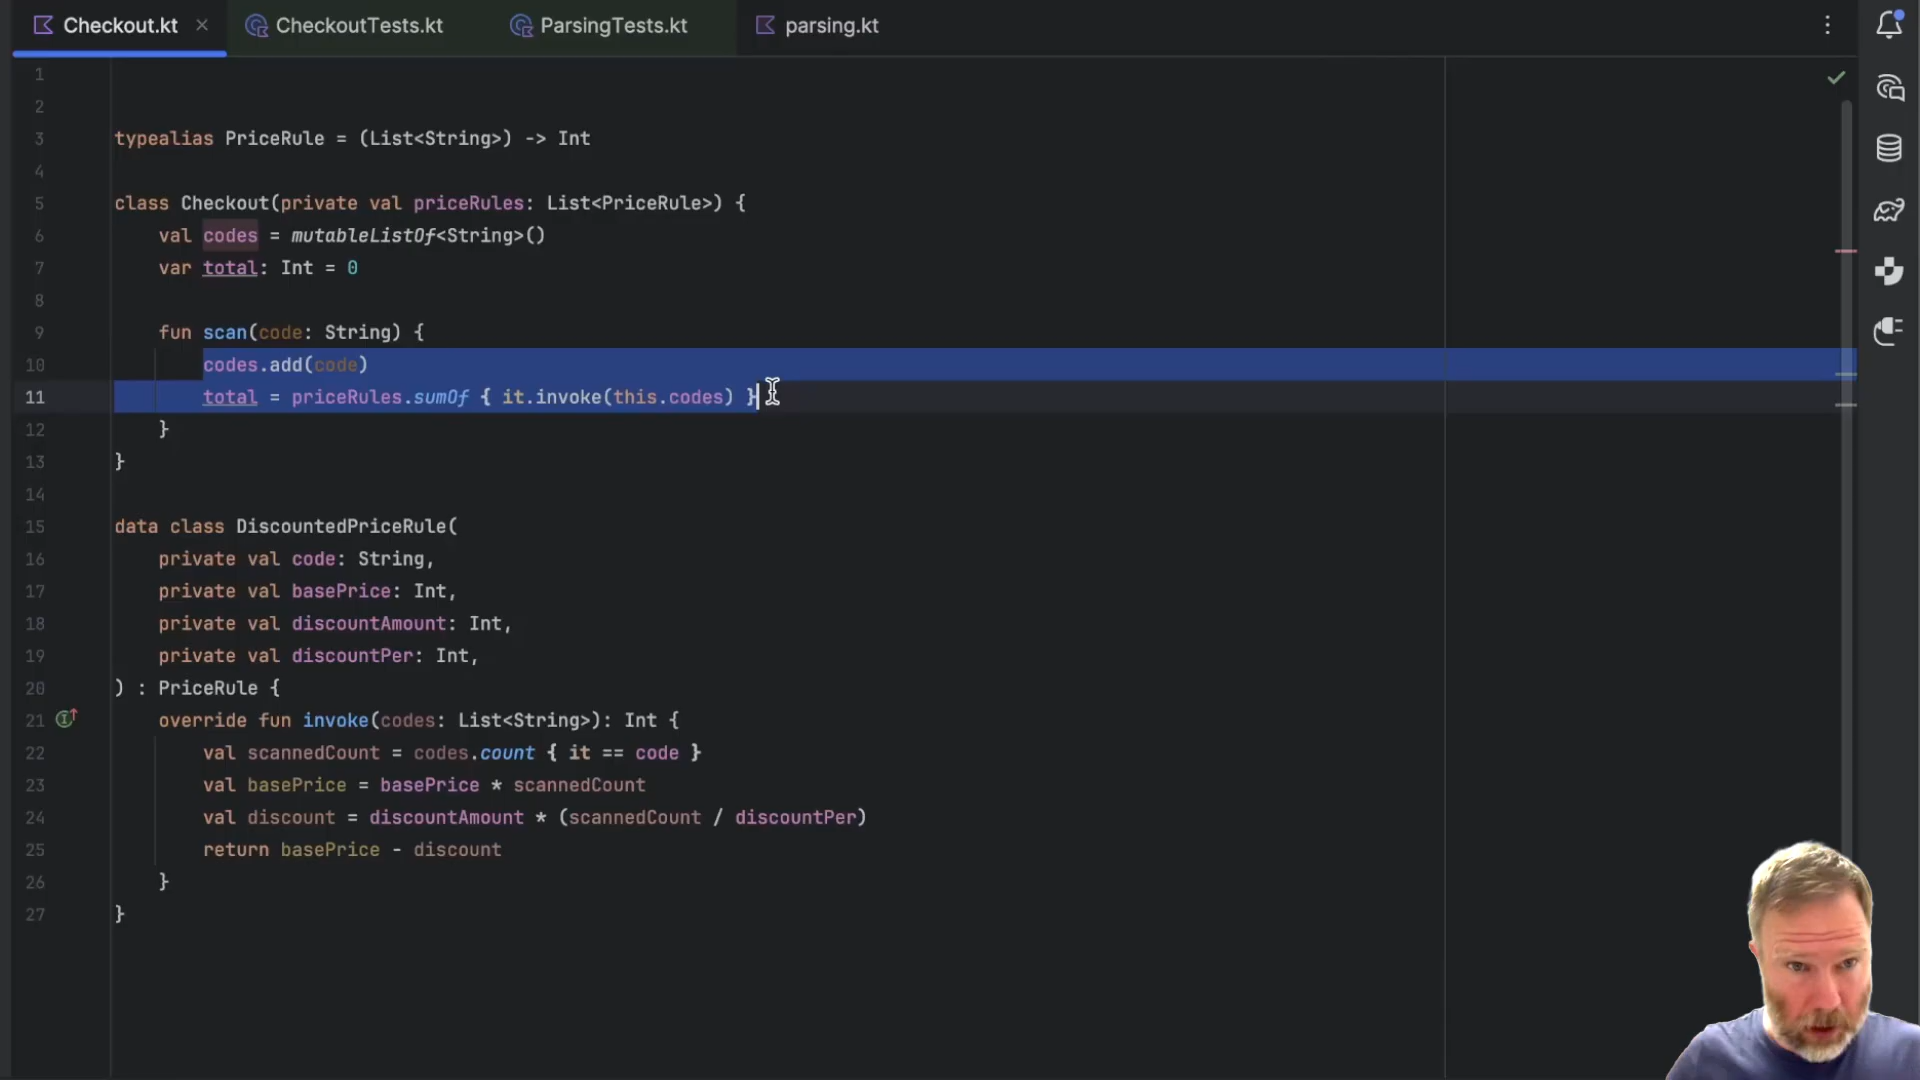 Checkout.kt
CheckoutTests.kt
ParsingTests.kt
parsing.kt
1
2
3 typealias PriceRule = (List<String>) -> Int
4
5 class Checkout(private val priceRules: List<PriceRule>) {
6 val codes = mutableListOf<String>()
7 var total: Int = 0
8
9 fun scan(code: String) {
10 codes.add(code)
11 total = priceRules.sumOf { it.invoke(this.codes) }
12 }
13 }
14
15 data class DiscountedPriceRule(
16 private val code: String,
17 private val basePrice: Int,
18 private val discountAmount: Int,
19 private val discountPer: Int,
20 ) : PriceRule {
21 override fun invoke(codes: List<String>): Int {
22 val scannedCount = codes.count { it == code }
23 val basePrice = basePrice * scannedCount
24 val discount = discountAmount * (scannedCount / discountPer)
25 return basePrice - discount
26 }
27 }